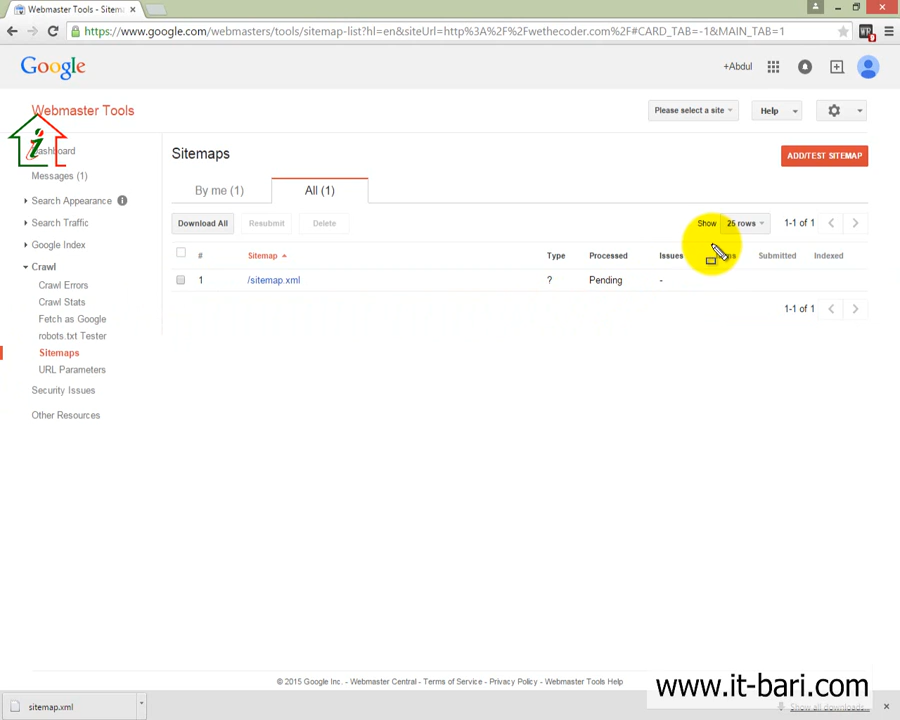 Webmaster Tools - Sitema
https://www.google.com/webmasters/tools/sitemap-list?hl=en&siteUrl=http%3A%2F%2Fwethecoder.com%2F#CARD_TAB=-1&MAIN_TAB=1
Google
+Abdul
Webmaster Tools
Please select a site
Help
Sitemaps
ADD/TEST SITEMAP
Messages (1)
By me (1)
All (1)
Search Appearance
Download All
Resubmit
Delete
Show
25 rows
1-1 of 1
Search Traffic
Google Index
#
Sitemap
Type
Processed
Issues
Submitted
Indexed
Crawl
1
/sitemap.xml
?
Pending
-
Crawl Errors
Crawl Stats
1-1 of 1
Fetch as Google
robots.txt Tester
Sitemaps
URL Parameters
Security Issues
Other Resources
© 2015 Google Inc. - Webmaster Central - Terms of Service - Privacy Policy - Webmaster Tools Help
www.it-bari.com
sitemap.xml
Show all downloads...